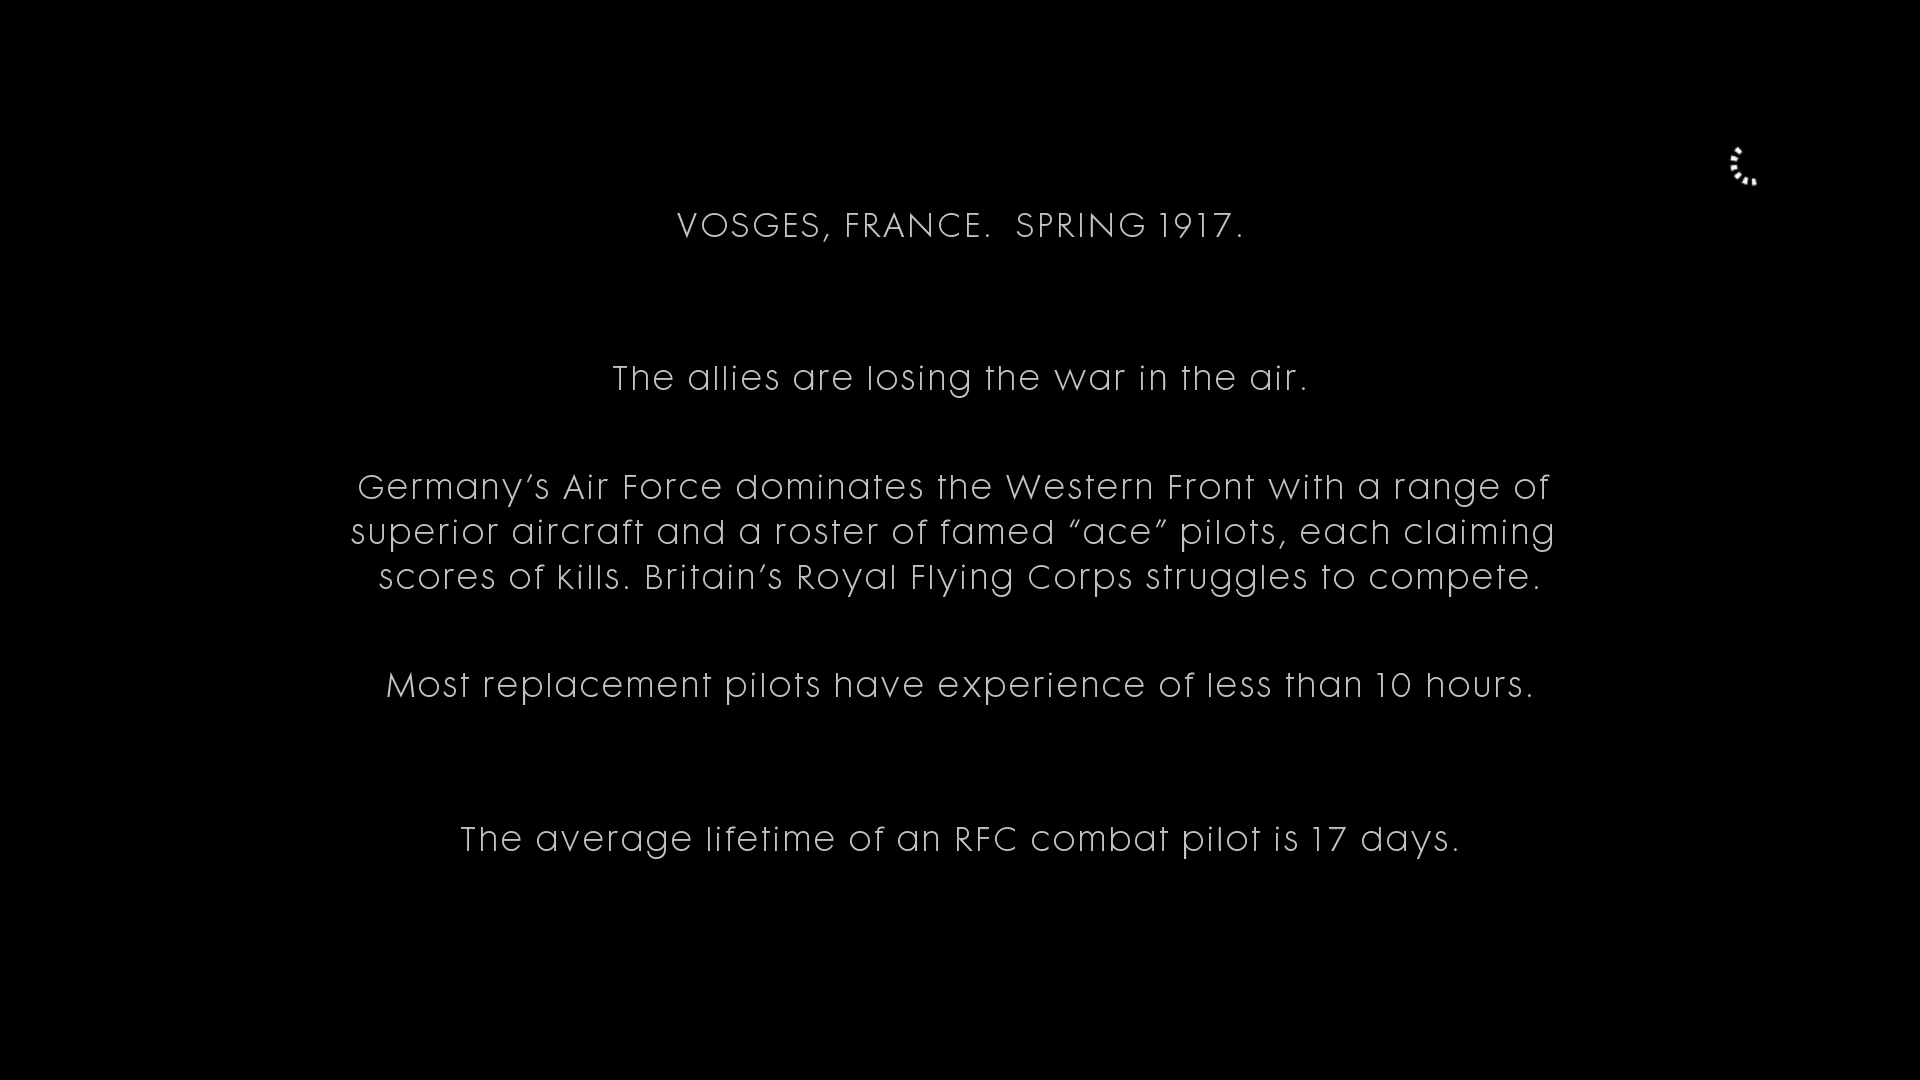 VOSGES, FRANCE.  SPRING 1917.
The allies are losing the war in the air.
Germany’s Air Force dominates the Western Front with a range of
superior aircraft and a roster of famed “ace” pilots, each claiming
scores of kills. Britain’s Royal Flying Corps struggles to compete.
Most replacement pilots have experience of less than 10 hours.
The average lifetime of an RFC combat pilot is 17 days.